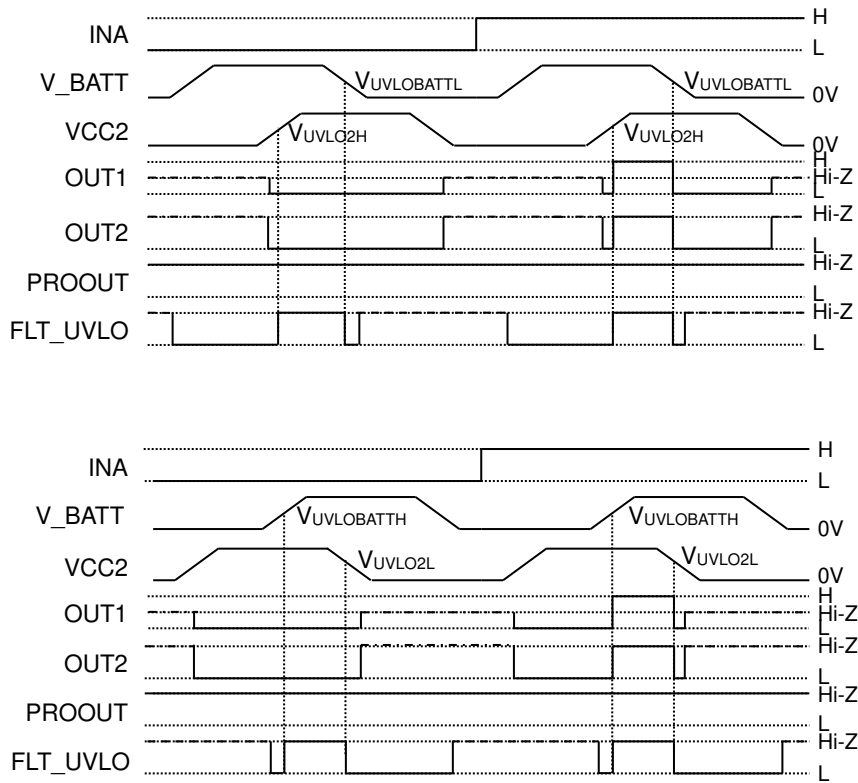 INA H
L
V_BATT VUVLOBATTL VUVLOBATTL 0V
VCC2 VUVLO2H VUVLO2H 0V
H
OUT1 Hi-Z
L
Hi-Z
OUT2 L
Hi-Z
PROOUT L
Hi-Z
FLT_UVLO L
INA H
L
V_BATT VUVLOBATTH VUVLOBATTH 0V
VCC2 VUVLO2L VUVLO2L 0V
H
OUT1 Hi-Z
L
Hi-Z
OUT2 L
Hi-Z
PROOUT L
Hi-Z
FLT_UVLO L